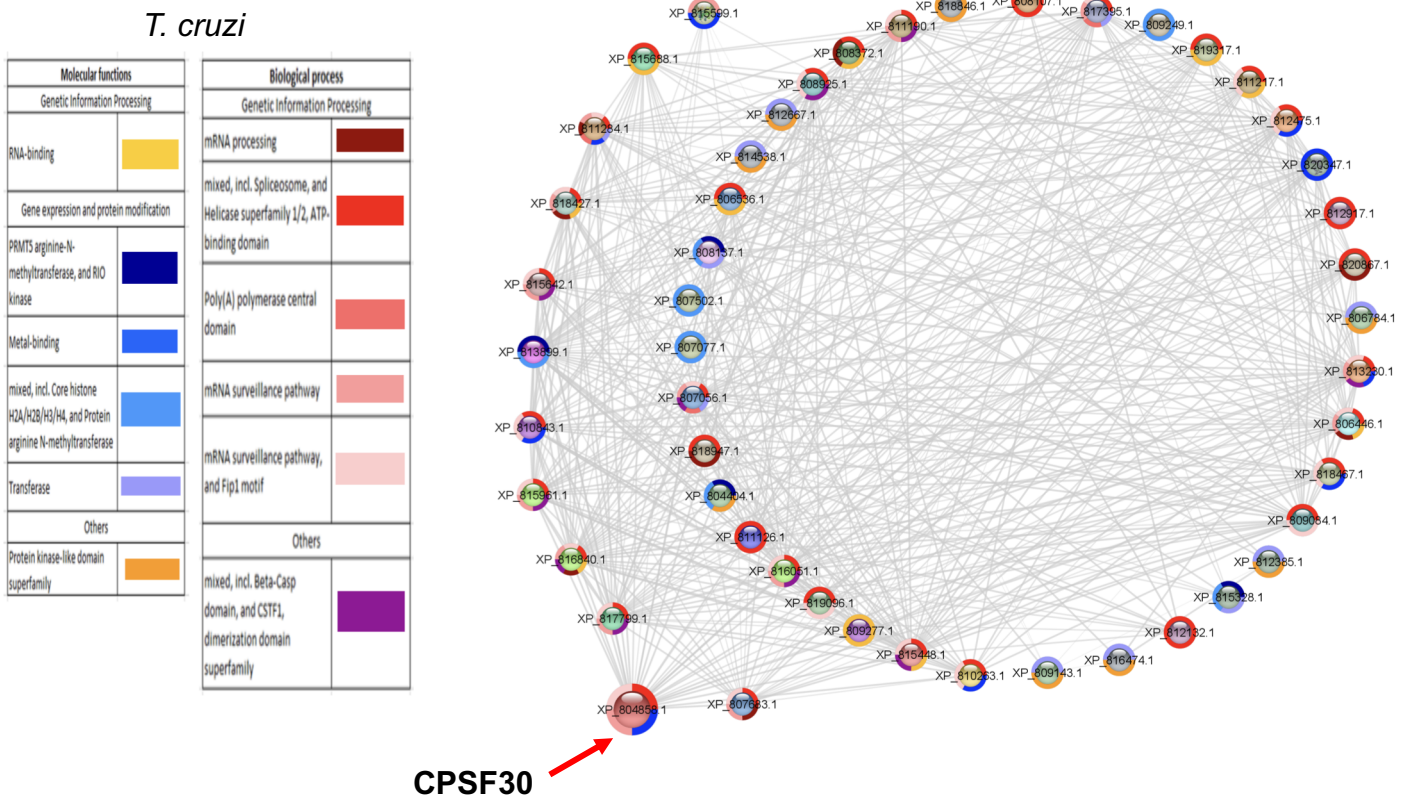 T. cruzi
Molecular functions
Genetic Information Processing
RNA-binding
Gene expression and protein modification
PRMT5 arginine-N-
methyltransferase, and RIO
kinase
Metal-binding
mixed, incl. Core histone
H2A/H2B/H3/H4, and Protein
arginine N-methyltransferase
Transferase
Others
Protein kinase-like domain
superfamily
Biological process
Genetic Information Processing
mRNA processing
mixed, incl. Spliceosome, and
Helicase superfamily 1/2, ATP-
binding domain
Poly(A) polymerase central
domain
mRNA surveillance pathway
mRNA surveillance pathway,
and Fip1 motif
Others
mixed, incl. Beta-Casp
domain, and CSTF1,
dimerization domain
superfamily
XP_815599.1
XP_815688.1
XP_811284.1
XP_818427.1
XP_815642.1
XP_813899.1
XP_810843.1
XP_815961.1
XP_816840.1
XP_817799.1
XP_804858.1
XP_807683.1
XP_811190.1
XP_808372.1
XP_808925.1
XP_812667.1
XP_814538.1
XP_806536.1
XP_808137.1
XP_807502.1
XP_807077.1
XP_807056.1
XP_818947.1
XP_804404.1
XP_811126.1
XP_816051.1
XP_819096.1
XP_809277.1
XP_815448.1
XP_810263.1
XP_818846.1
XP_808107.1
XP_817395.1
XP_809249.1
XP_819317.1
XP_811217.1
XP_812475.1
XP_820347.1
XP_812917.1
XP_820867.1
XP_806784.1
XP_813230.1
XP_806446.1
XP_818467.1
XP_809084.1
XP_812385.1
XP_815328.1
XP_812132.1
XP_816474.1
XP_809143.1
CPSF30